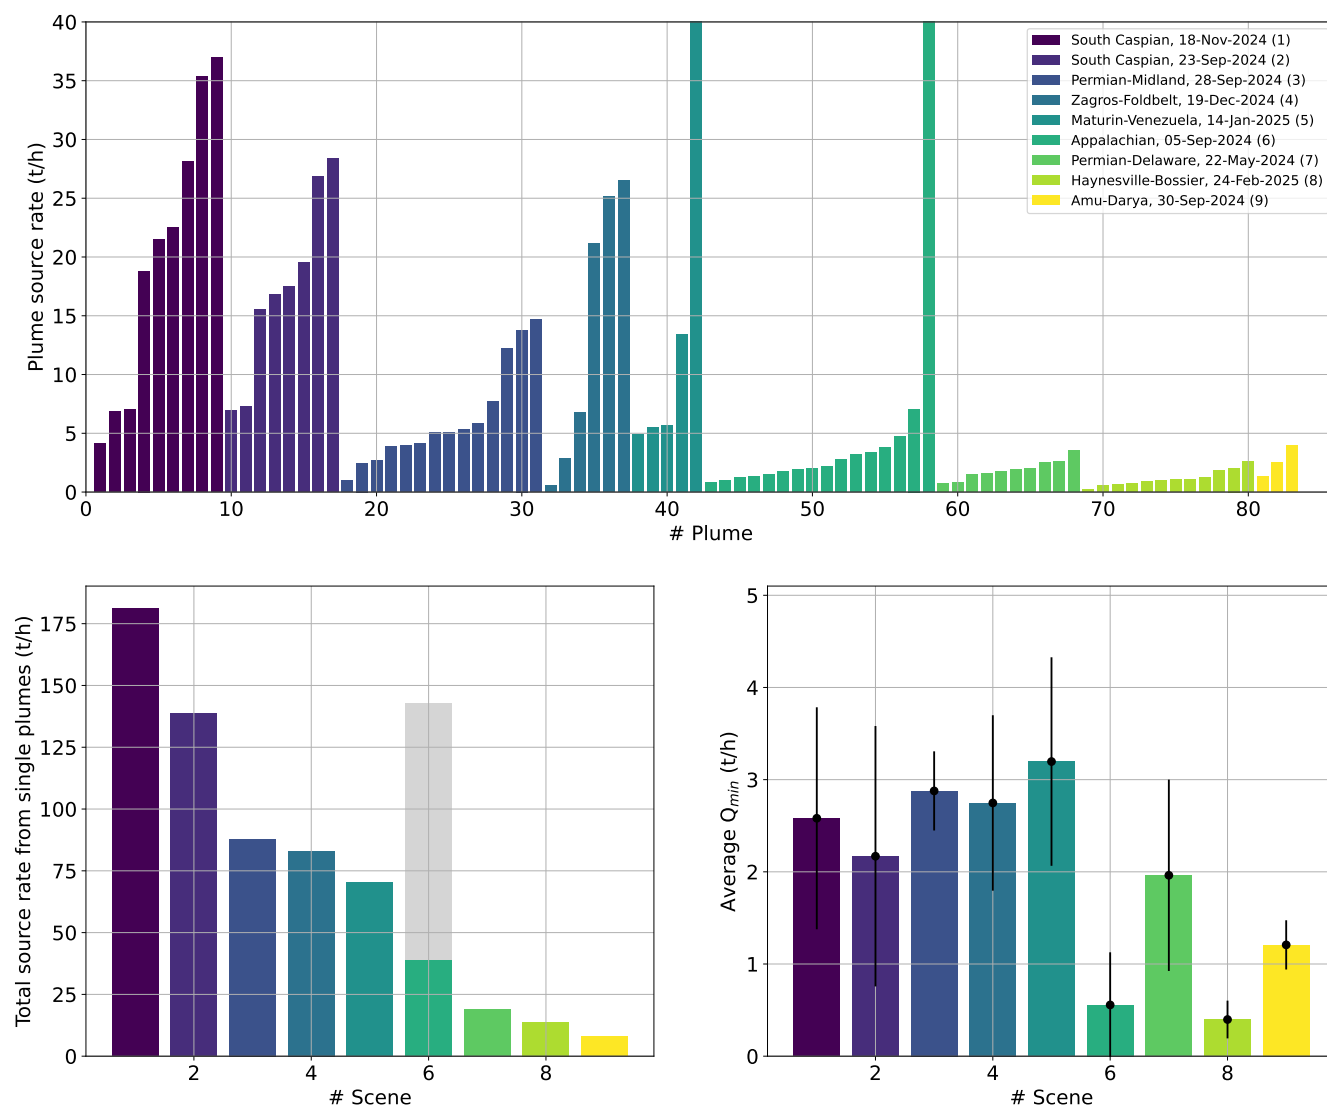 40
35
30
25
20
15
10
5
0
Plume source rate (t/h)
0 10 20 30 40 50 60 70 80
# Plume
South Caspian, 18-Nov-2024 (1)
South Caspian, 23-Sep-2024 (2)
Permian-Midland, 28-Sep-2024 (3)
Zagros-Foldbelt, 19-Dec-2024 (4)
Maturin-Venezuela, 14-Jan-2025 (5)
Appalachian, 05-Sep-2024 (6)
Permian-Delaware, 22-May-2024 (7)
Haynesville-Bossier, 24-Feb-2025 (8)
Amu-Darya, 30-Sep-2024 (9)
175
150
125
100
75
50
25
0
Total source rate from single plumes (t/h)
2 4 6 8
# Scene
5
4
3
2
1
0
Average Qmin (t/h)
2 4 6 8
# Scene